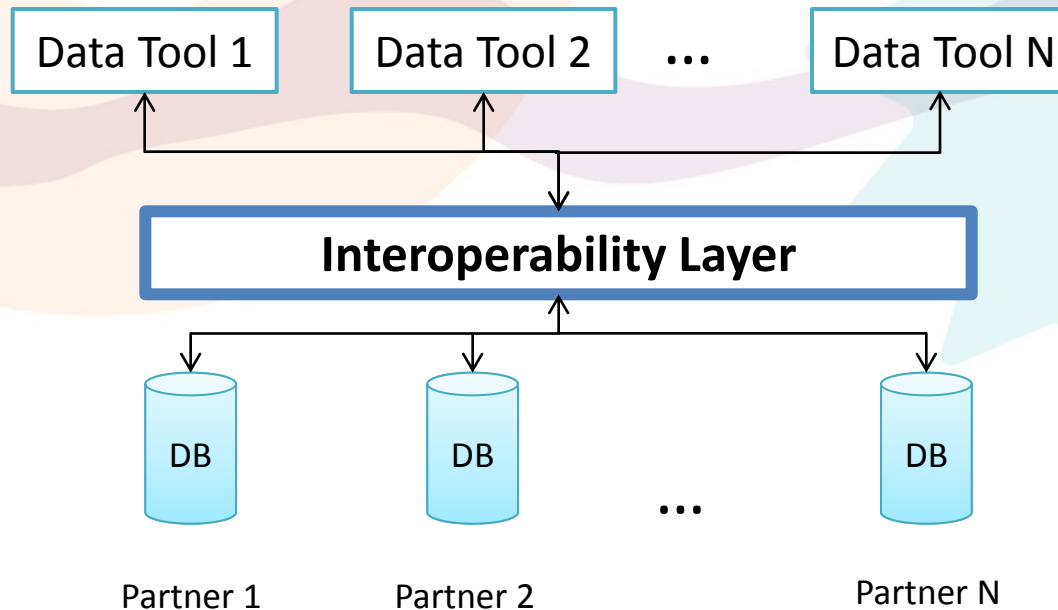 Data Tool 1 Data Tool 2 ... Data Tool N
Interoperability Layer
DB DB DB
...
Partner 1 Partner 2 Partner N